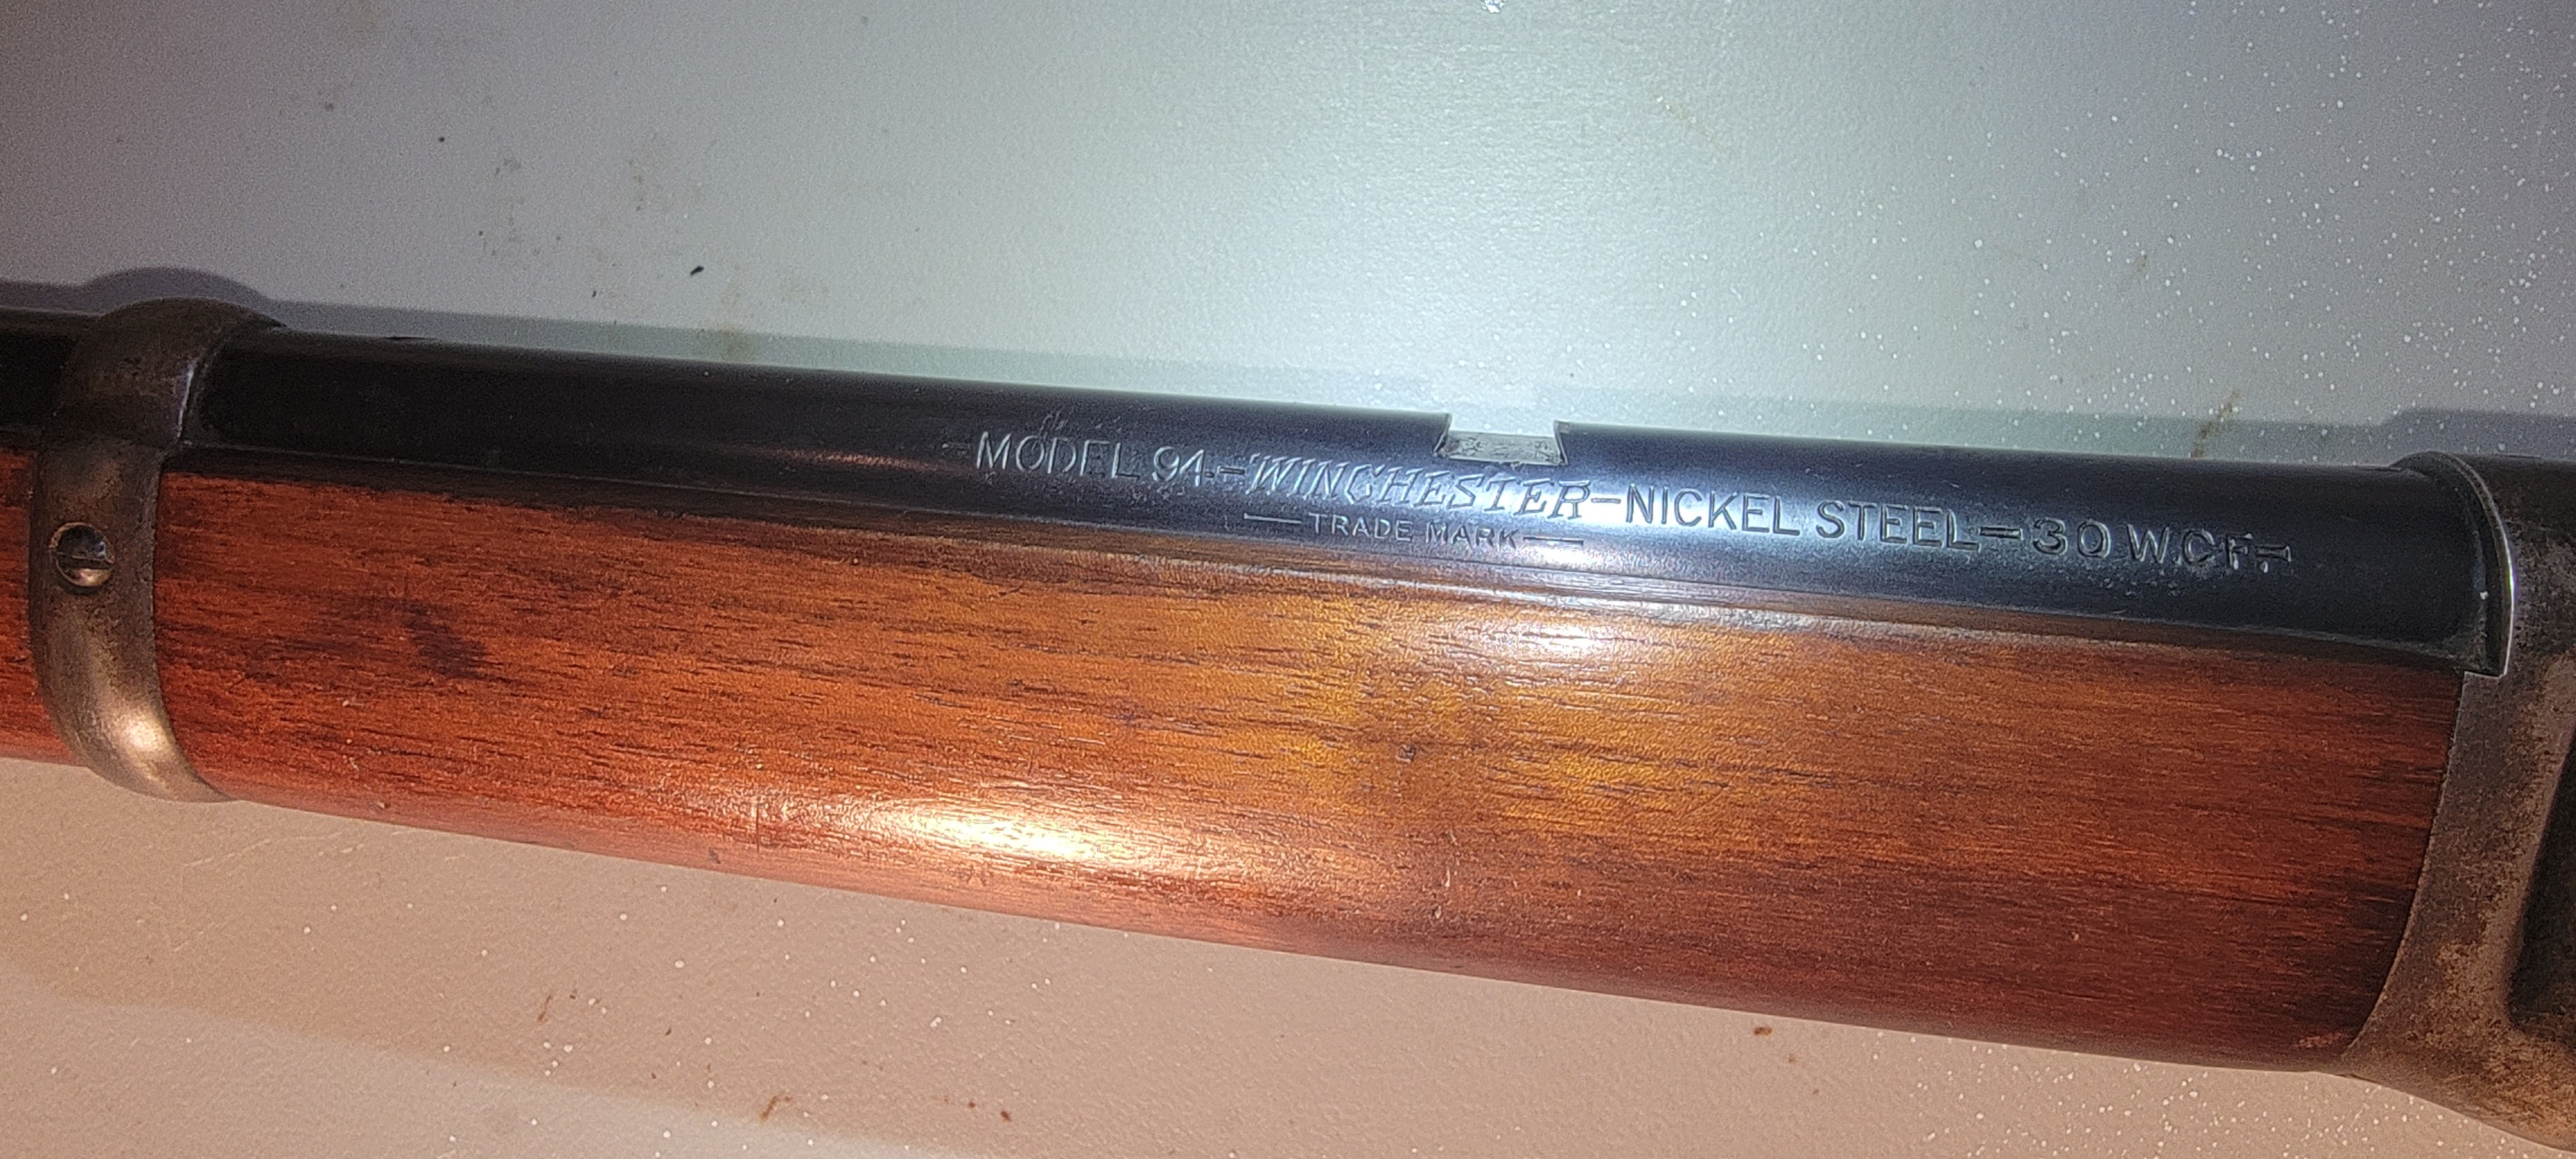 -MODEL 94-WINCHESTER-NICKEL STEEL-30 W.C.F.-
—TRADE MARK—